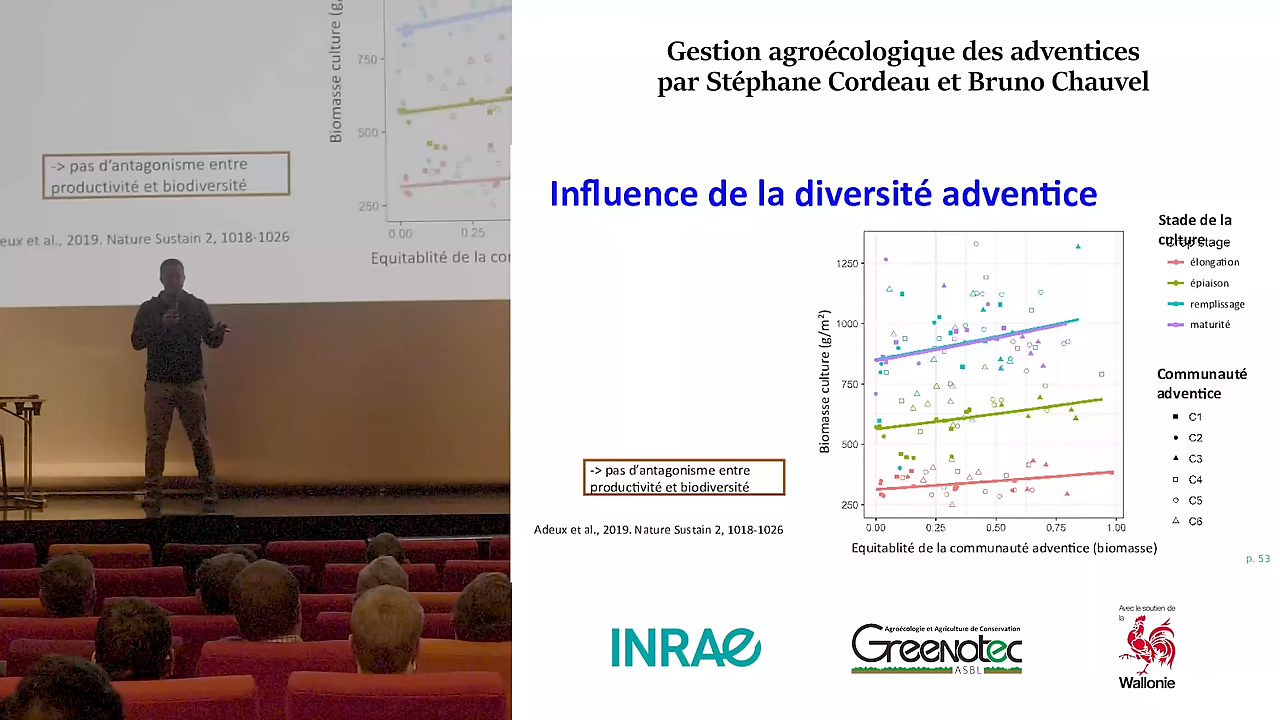 Biomasse culture (g/
750
500
250
0.00
0.25
-> pas d'antagonisme entre
productivité et biodiversité
eux et al., 2019. Nature Sustain 2, 1018-1026
Equitablité de la co
Gestion agroécologique des adventices
par Stéphane Cordeau et Bruno Chauvel
Influence de la diversité adventice
Stade de la
culture
Crop Stage
élongation
épiaison
remplissage
maturité
Communauté
adventice
C1
C2
C3
C4
C5
C6
Biomasse culture (g/m²)
1250
1000
750
500
250
0.00
0.25
0.50
0.75
1.00
Equitablité de la communauté adventice (biomasse)
-> pas d'antagonisme entre
productivité et biodiversité
Adeux et al., 2019. Nature Sustain 2, 1018-1026
p. 53
INRAE
Agroécologie et Agriculture de Conservation
Greenotec
ASBL
Avec le soutien de
la
Wallonie